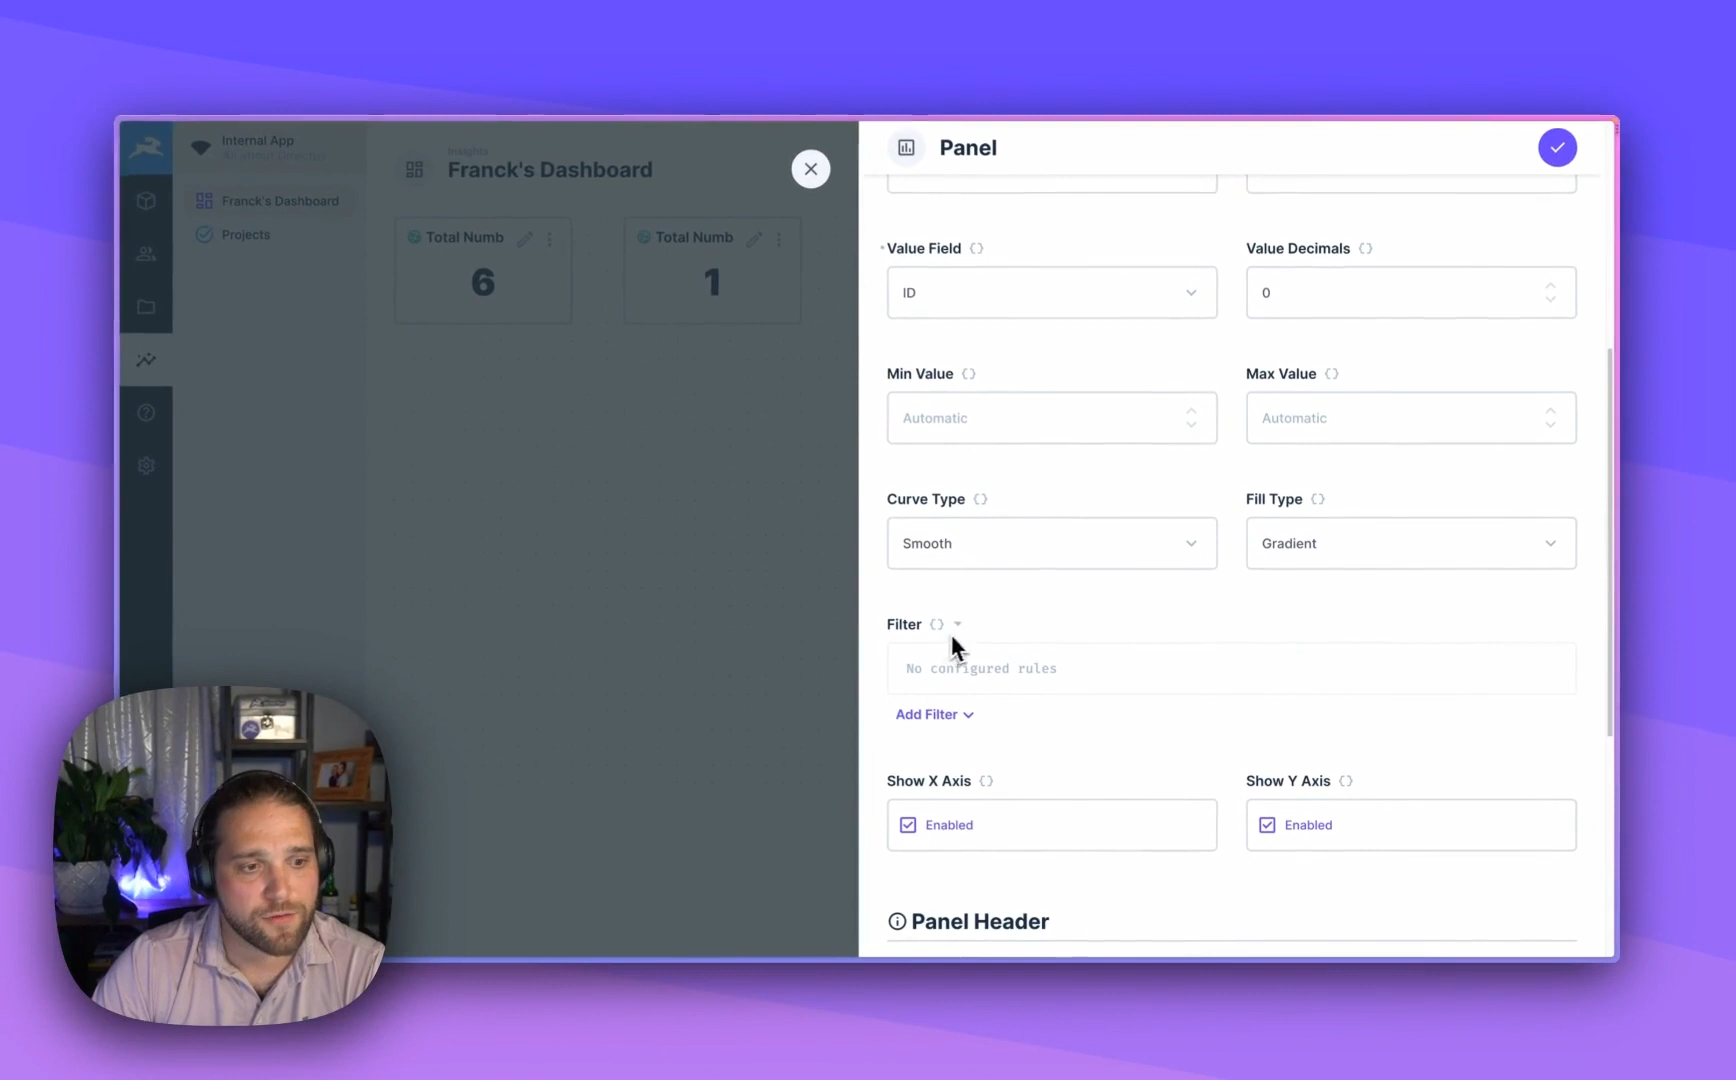 Internal App
Franck's Dashboard
Projects
Insights
Franck's Dashboard
Total Numb
6
Total Numb
1
Panel
Value Field
ID
Value Decimals
0
Min Value
Automatic
Max Value
Automatic
Curve Type
Smooth
Fill Type
Gradient
Filter
No configured rules
Add Filter
Show X Axis
Enabled
Show Y Axis
Enabled
Panel Header